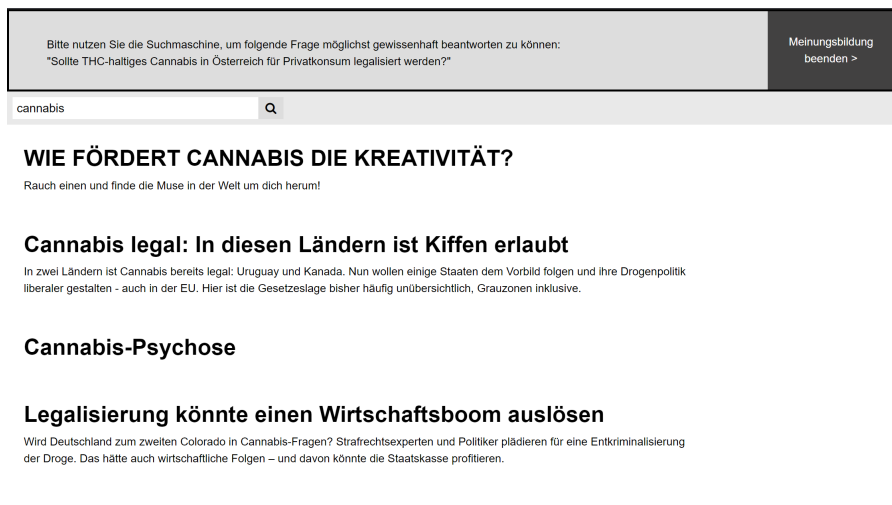 Bitte nutzen Sie die Suchmaschine, um folgende Frage möglichst gewissenhaft beantworten zu können:
"Sollte THC-haltiges Cannabis in Österreich für Privatkonsum legalisiert werden?"
Meinungsbildung
beenden >
cannabis
WIE FÖRDERT CANNABIS DIE KREATIVITÄT?
Rauch einen und finde die Muse in der Welt um dich herum!
Cannabis legal: In diesen Ländern ist Kiffen erlaubt
In zwei Ländern ist Cannabis bereits legal: Uruguay und Kanada. Nun wollen einige Staaten dem Vorbild folgen und ihre Drogenpolitik
liberaler gestalten - auch in der EU. Hier ist die Gesetzeslage bisher häufig unübersichtlich, Grauzonen inklusive.
Cannabis-Psychose
Legalisierung könnte einen Wirtschaftsboom auslösen
Wird Deutschland zum zweiten Colorado in Cannabis-Fragen? Strafrechtsexperten und Politiker plädieren für eine Entkriminalisierung
der Droge. Das hätte auch wirtschaftliche Folgen – und davon könnte die Staatskasse profitieren.